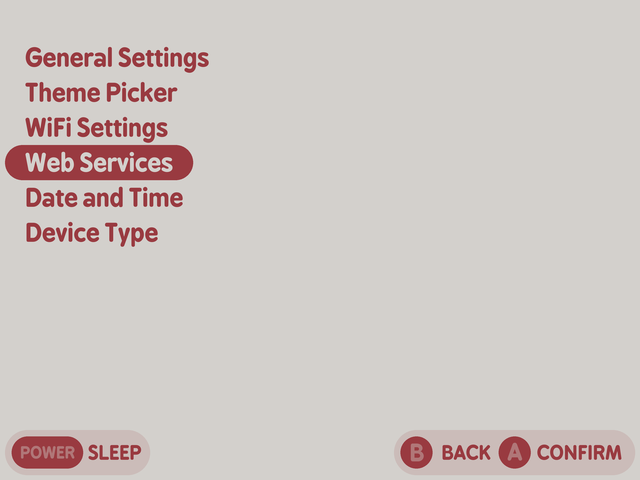 General Settings
Theme Picker
WiFi Settings
Web Services
Date and Time
Device Type
POWER SLEEP B BACK A CONFIRM